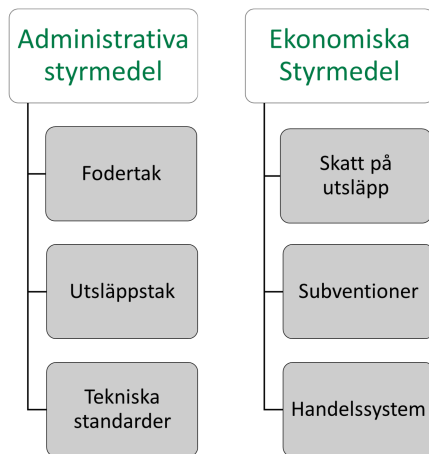 Administrativa
styrmedel
Fodertak
Utsläppstak
Tekniska
standarder
Ekonomiska
Styrmedel
Skatt på
utsläpp
Subventioner
Handelssystem